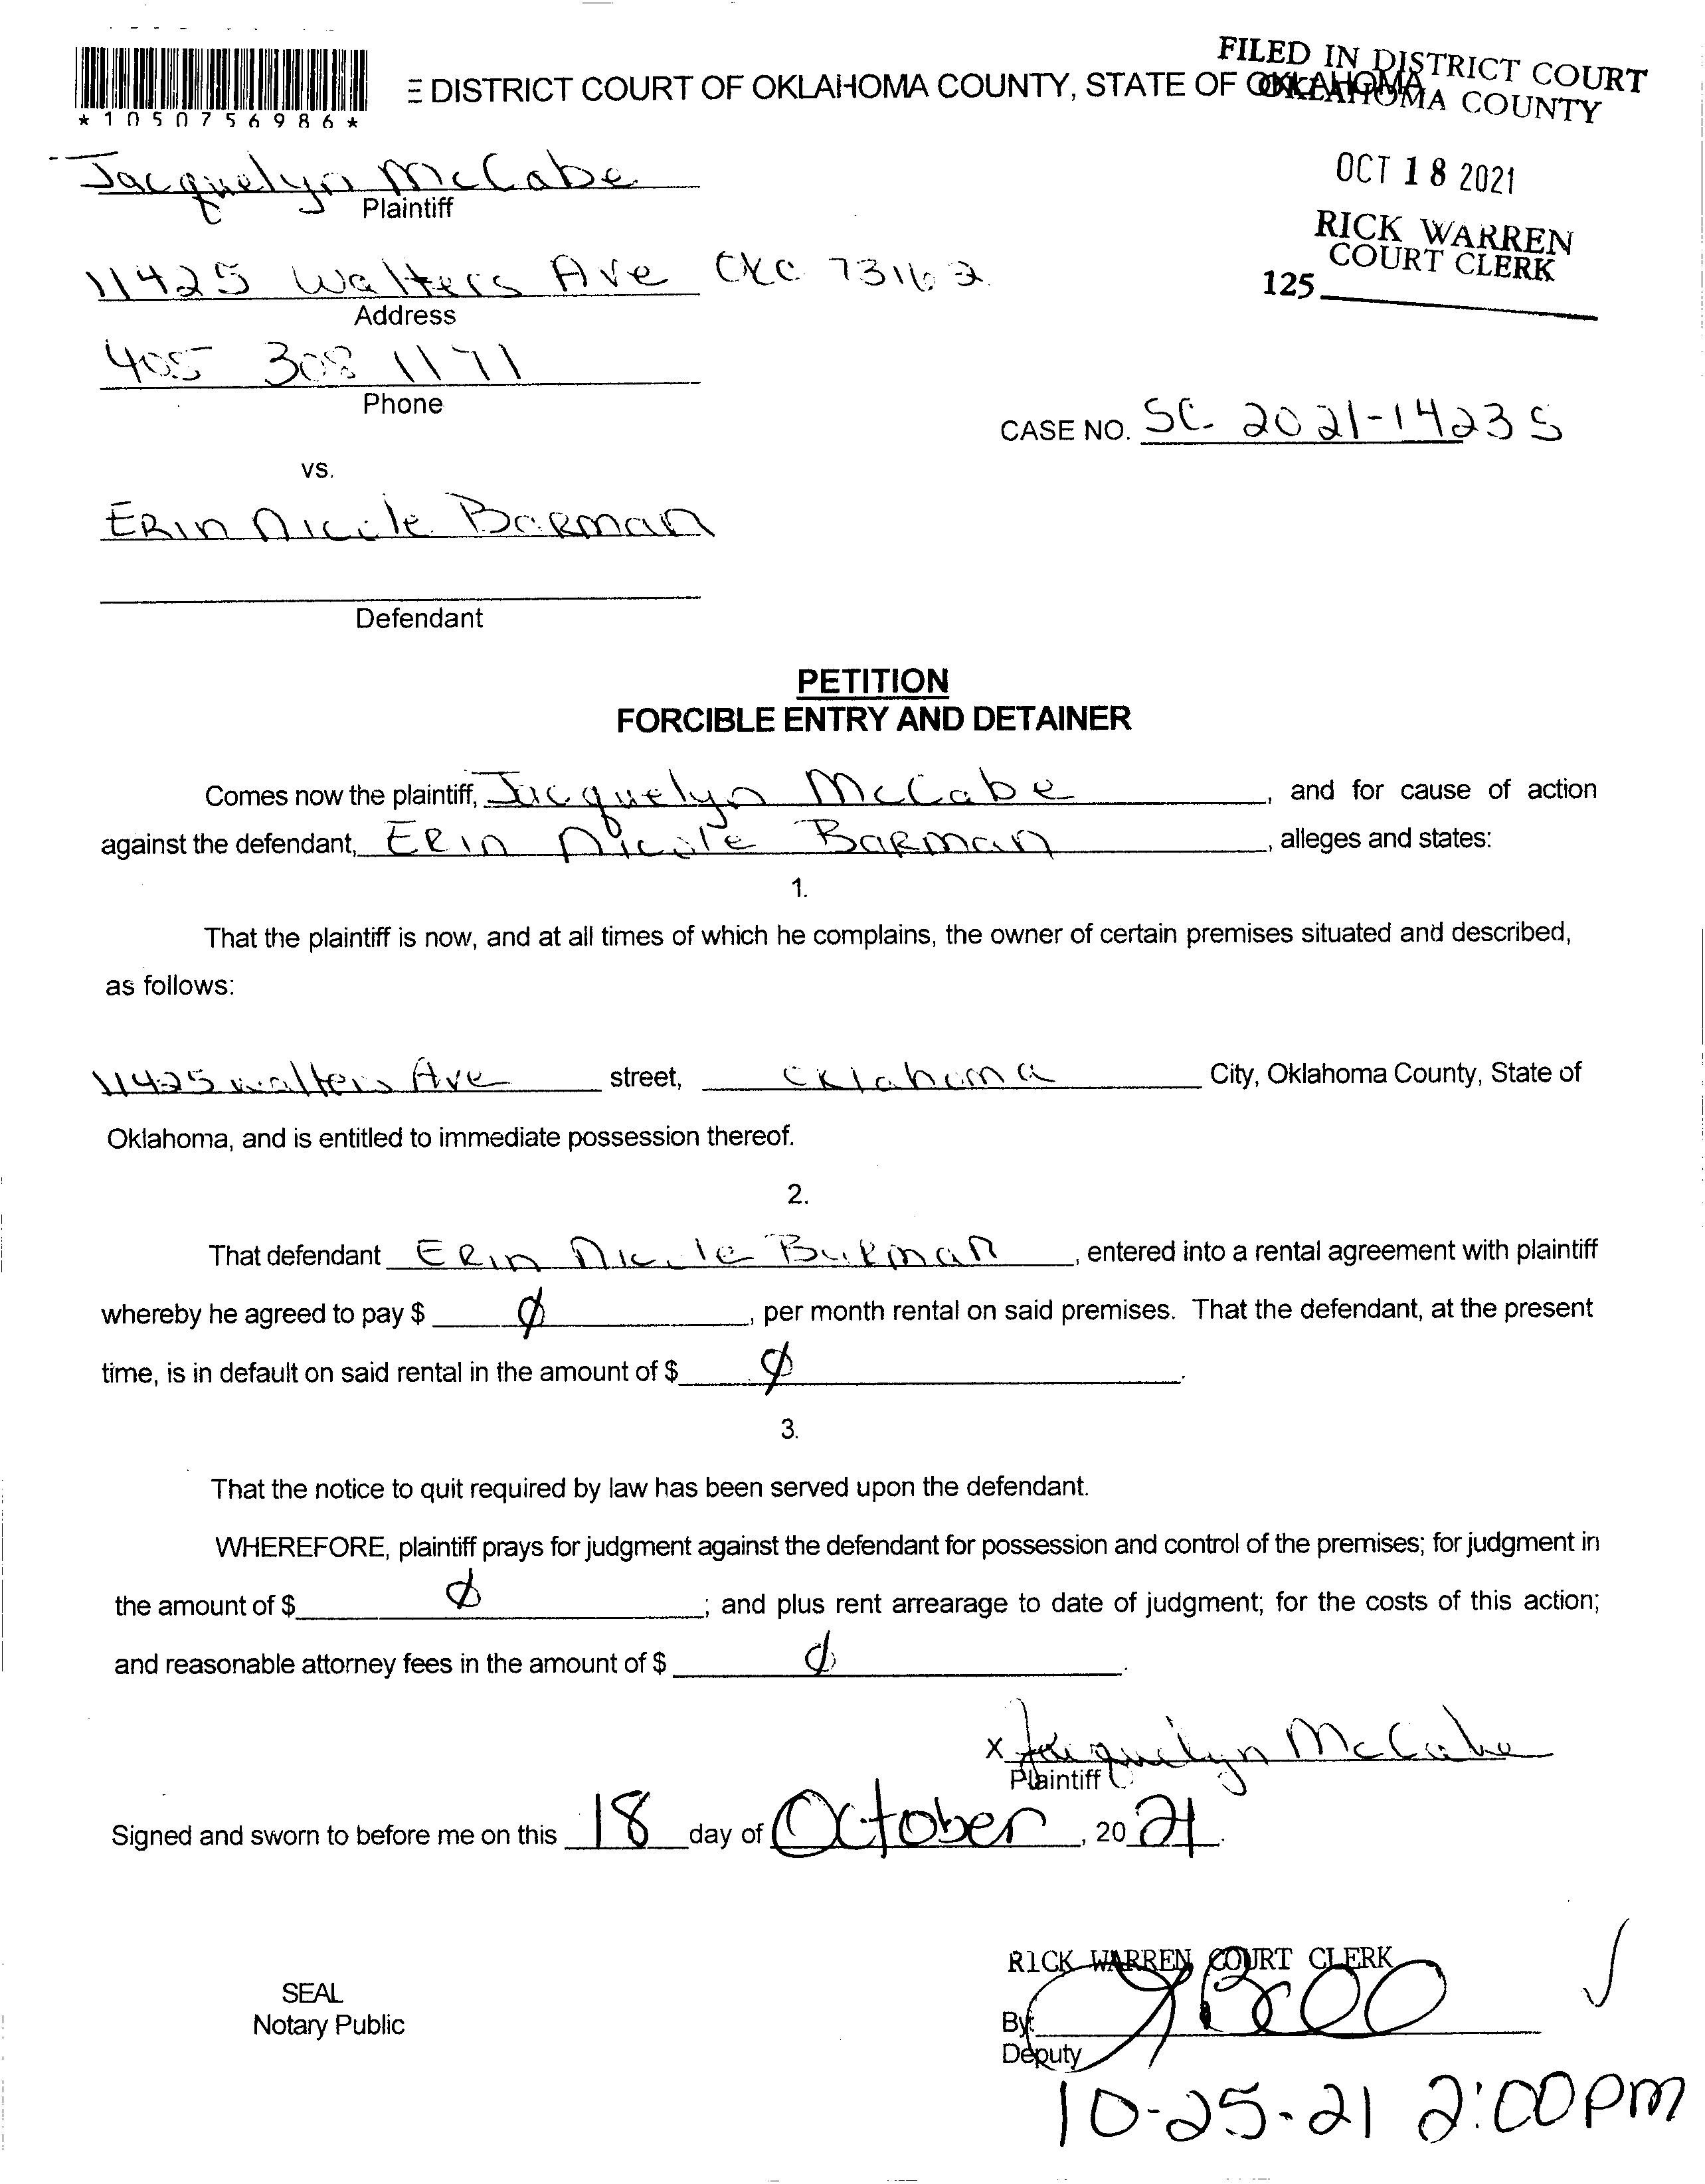 FILED IN DISTRICT COURT
OKLAHOMA COUNTY
DISTRICT COURT OF OKLAHOMA COUNTY, STATE OF OKLAHOMA
*1050756986*
OCT 18 2021
RICK WARREN
COURT CLERK
125
Jacquelyn McCabe
Plaintiff
11425 Walters Ave OKC 73162
Address
405 308 1171
Phone
CASE NO. SC 2021-14235
vs.
ERin Nicole BaRman
Defendant
PETITION
FORCIBLE ENTRY AND DETAINER
Comes now the plaintiff, Jacquelyn McCabe, and for cause of action
against the defendant, ERin Nicole BaRman, alleges and states:
1.
That the plaintiff is now, and at all times of which he complains, the owner of certain premises situated and described,
as follows:
11425 walters Ave street, Oklahoma City, Oklahoma County, State of
Oklahoma, and is entitled to immediate possession thereof.
2.
That defendant ERin Nicole BaRman, entered into a rental agreement with plaintiff
whereby he agreed to pay $ Ø, per month rental on said premises. That the defendant, at the present
time, is in default on said rental in the amount of $ Ø.
3.
That the notice to quit required by law has been served upon the defendant.
WHEREFORE, plaintiff prays for judgment against the defendant for possession and control of the premises; for judgment in
the amount of $ Ø; and plus rent arrearage to date of judgment; for the costs of this action;
and reasonable attorney fees in the amount of $ Ø.
x Jacquelyn McCabe
Plaintiff
Signed and sworn to before me on this 18 day of October, 2021.
RICK WARREN COURT CLERK
SEAL
Notary Public
By:
Deputy
10-25-21 2:00pm